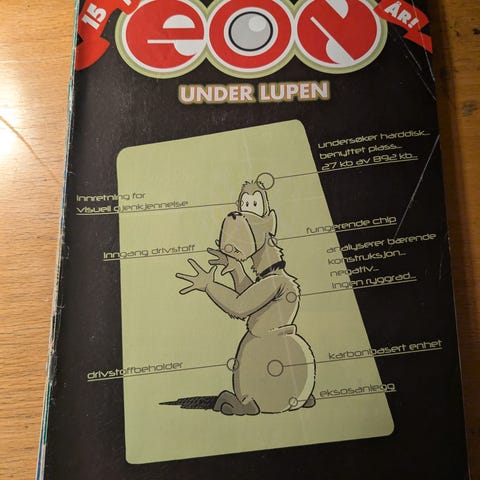 15
ÅR!
EON
UNDER LUPEN
undersøker harddisk...
benyttet plass...
27 kb av 892 kb...
Innretning for
visuell gjenkjennelse
fungerende chip
Inngang drivstoff
analyserer bærende
konstruksjon...
negativ...
Ingen ryggrad...
drivstoffbeholder
karbonbasert enhet
eksosanlegg